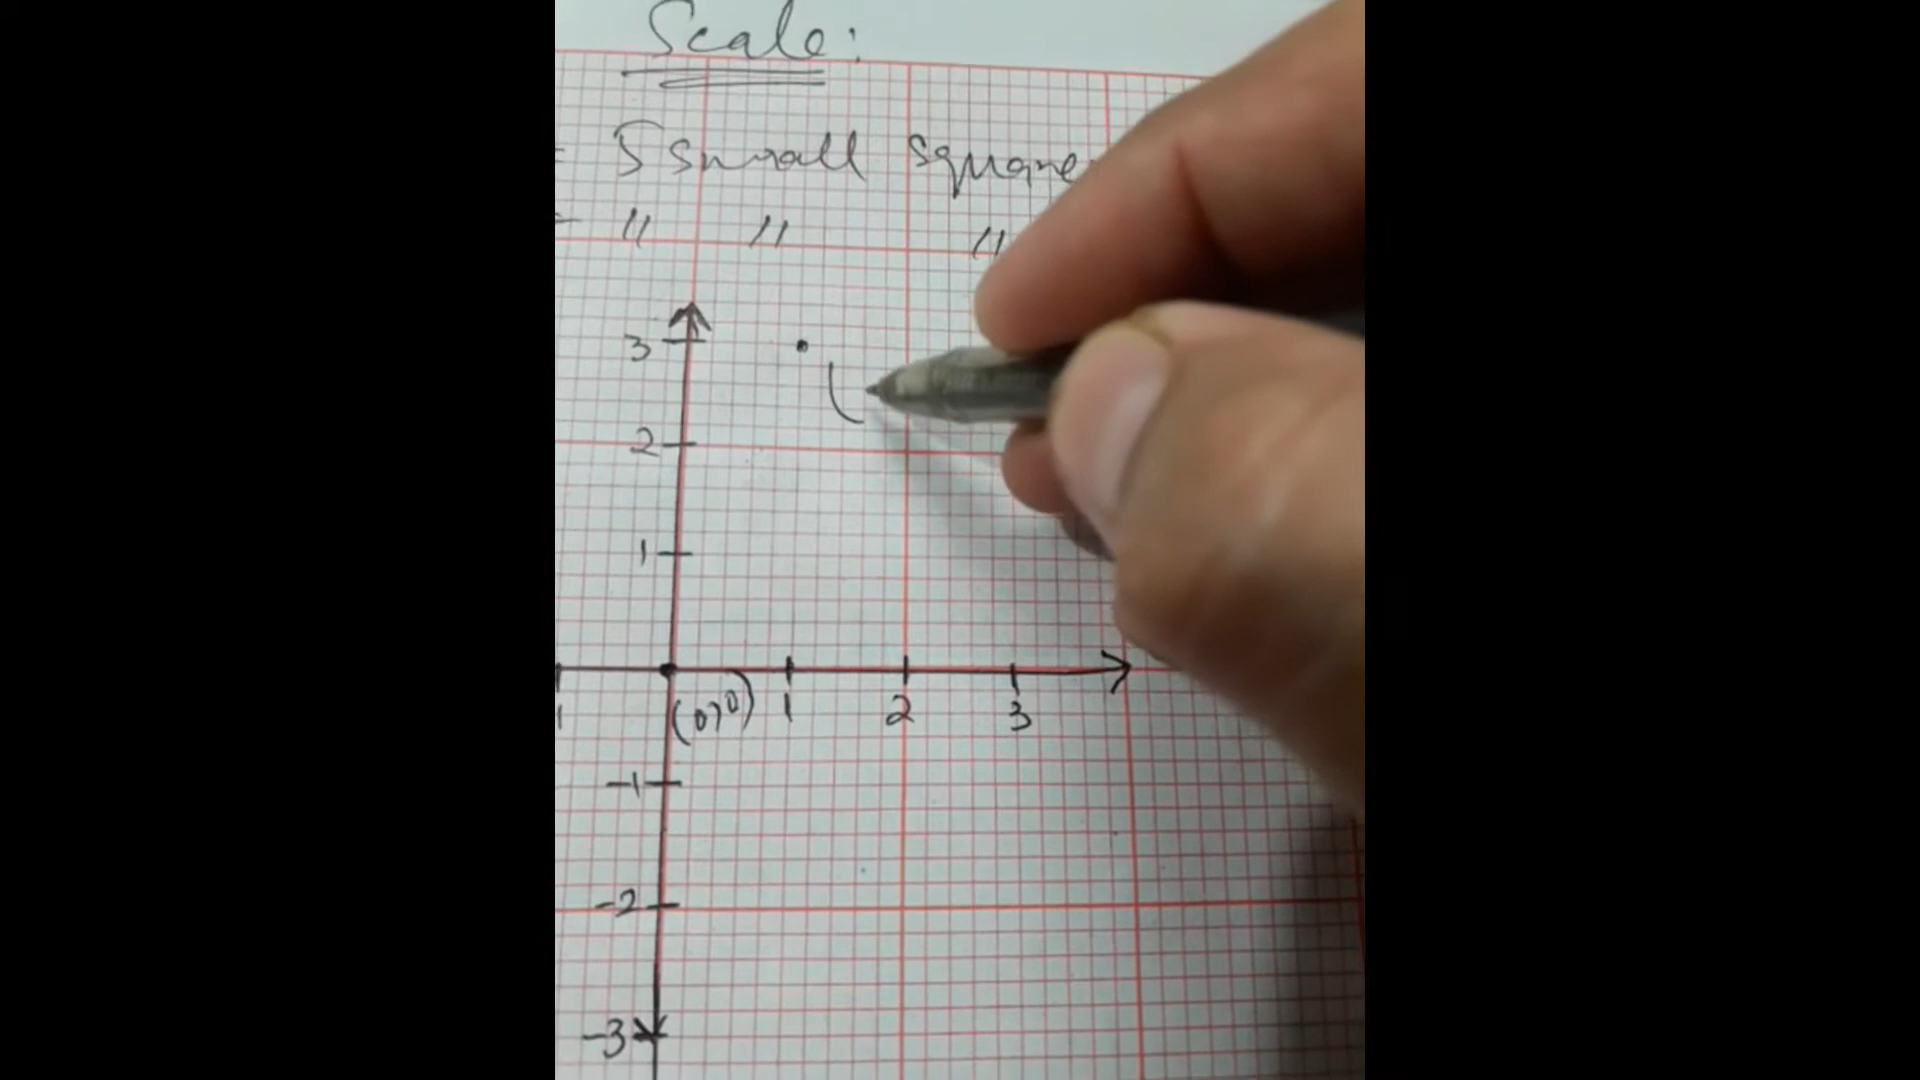 Scale:
= 5 small square
= " " "
3
2
1
(0,0) 1 2 3
-1
-2
-3